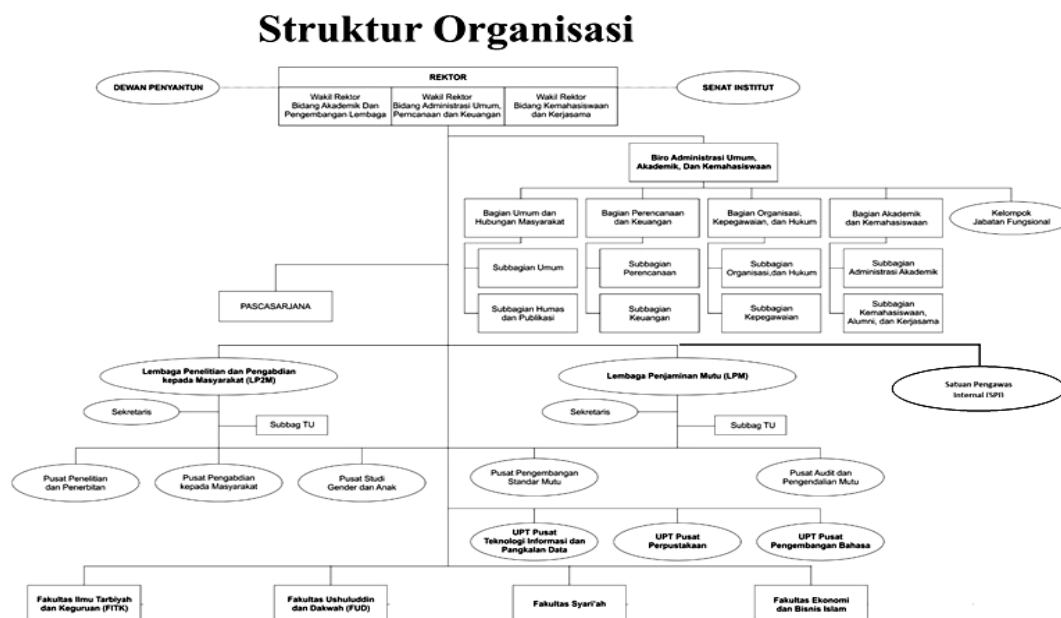 Struktur Organisasi
REKTOR
DEWAN PENYANTUN
SENAT INSTITUT
Wakil Rektor
Bidang Akademik Dan
Pengembangan Lembaga
Wakil Rektor
Bidang Administrasi Umum,
Pemcanaan dan Keuangan
Wakil Rektor
Bidang Kemahasiswaan
dan Kerjasama
Biro Administrasi Umum,
Akademik, Dan Kemahasiswaan
Bagian Umum dan
Hubungan Masyarakat
Bagian Perencanaan
dan Keuangan
Bagian Organisasi,
Kepegawaian, dan Hukum
Bagian Akademik
dan Kemahasiswaan
Kelompok
Jabatan Fungsional
Subbagian Umum
Subbagian
Perencanaan
Subbagian
Organisasi,dan Hukum
Subbagian
Administrasi Akademik
PASCASARJANA
Subbagian Humas
dan Publikasi
Subbagian
Keuangan
Subbagian
Kepegawaian
Subbagian
Kemahasiswaan,
Alumni, dan Kerjasama
Lembaga Penelitian dan Pengabdian
kepada Masyarakat (LP2M)
Lembaga Penjaminan Mutu (LPM)
Satuan Pengawas
Internal (SPI)
Sekretaris
Subbag TU
Sekretaris
Subbag TU
Pusat Penelitian
dan Penerbitan
Pusat Pengabdian
kepada Masyarakat
Pusat Studi
Gender dan Anak
Pusat Pengembangan
Standar Mutu
Pusat Audit dan
Pengendalian Mutu
UPT Pusat
Teknologi Informasi dan
Pangkalan Data
UPT Pusat
Perpustakaan
UPT Pusat
Pengembangan Bahasa
Fakultas Ilmu Tarbiyah
dan Keguruan (FITK)
Fakultas Ushuluddin
dan Dakwah (FUD)
Fakultas Syari'ah
Fakultas Ekonomi
dan Bisnis Islam